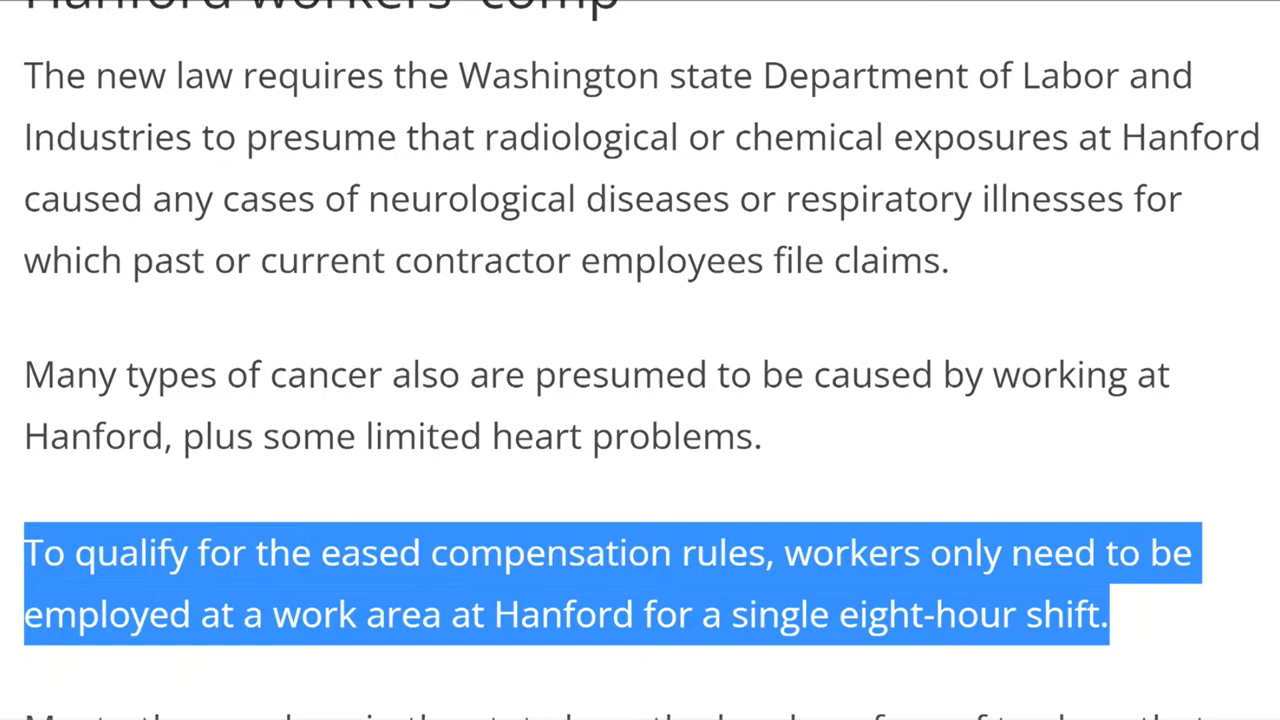 Hanford workers' comp
The new law requires the Washington state Department of Labor and
Industries to presume that radiological or chemical exposures at Hanford
caused any cases of neurological diseases or respiratory illnesses for
which past or current contractor employees file claims.
Many types of cancer also are presumed to be caused by working at
Hanford, plus some limited heart problems.
To qualify for the eased compensation rules, workers only need to be
employed at a work area at Hanford for a single eight-hour shift.